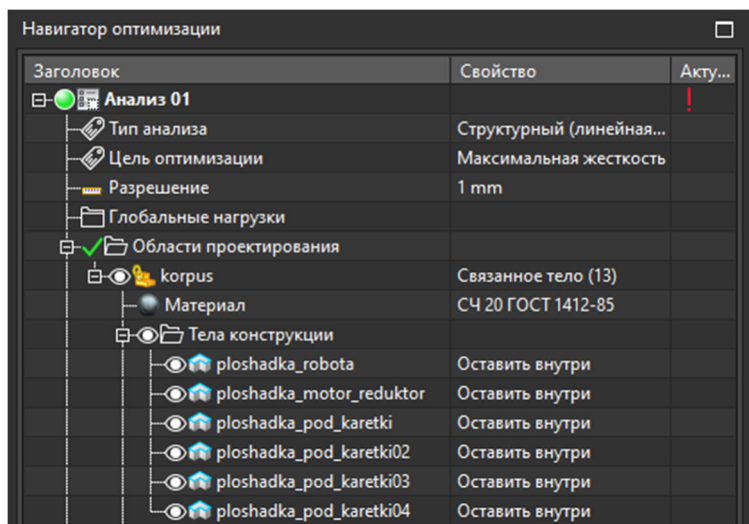 Навигатор оптимизации
Заголовок Свойство Акту...
Анализ 01
Тип анализа Структурный (линейная...
Цель оптимизации Максимальная жесткость
Разрешение 1 mm
Глобальные нагрузки
Области проектирования
korpus Связанное тело (13)
Материал СЧ 20 ГОСТ 1412-85
Тела конструкции
ploshadka_robota Оставить внутри
ploshadka_motor_reduktor Оставить внутри
ploshadka_pod_karetki Оставить внутри
ploshadka_pod_karetki02 Оставить внутри
ploshadka_pod_karetki03 Оставить внутри
ploshadka_pod_karetki04 Оставить внутри